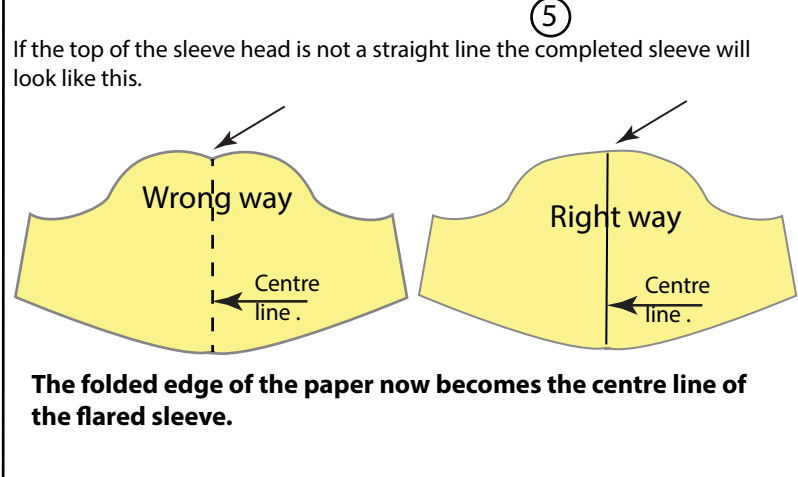 5
If the top of the sleeve head is not a straight line the completed sleeve will
look like this.
Wrong way
Centre
line .
Right way
Centre
line .
The folded edge of the paper now becomes the centre line of
the flared sleeve.